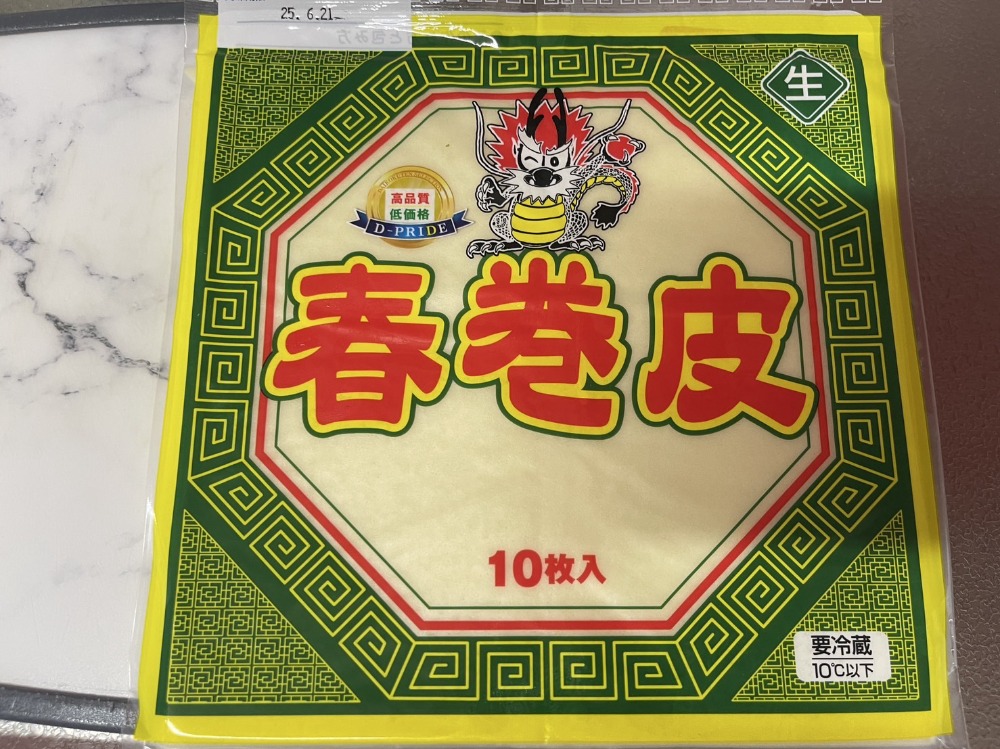 25. 6.21
生
高品質
低価格
D-PRIDE
春巻皮
10枚入
要冷蔵
10℃以下